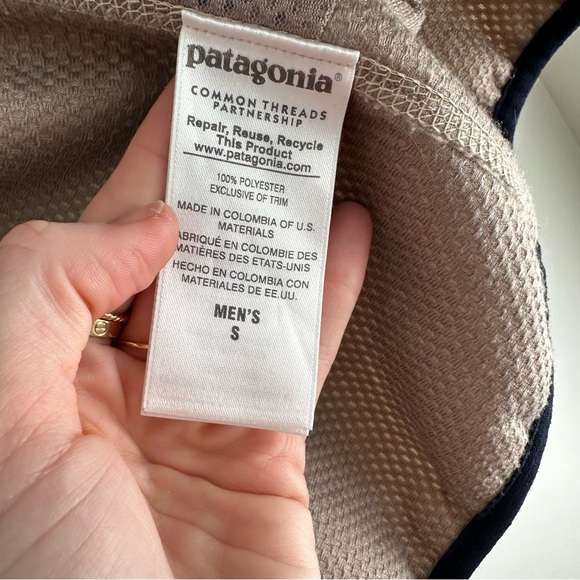 patagonia®
COMMON THREADS
PARTNERSHIP
Repair, Reuse, Recycle
This Product
www.patagonia.com
100% POLYESTER
EXCLUSIVE OF TRIM
MADE IN COLOMBIA OF U.S.
MATERIALS
FABRIQUÉ EN COLOMBIE DES
MATIÈRES DES ETATS-UNIS
HECHO EN COLOMBIA CON
MATERIALES DE EE.UU.
MEN'S
S